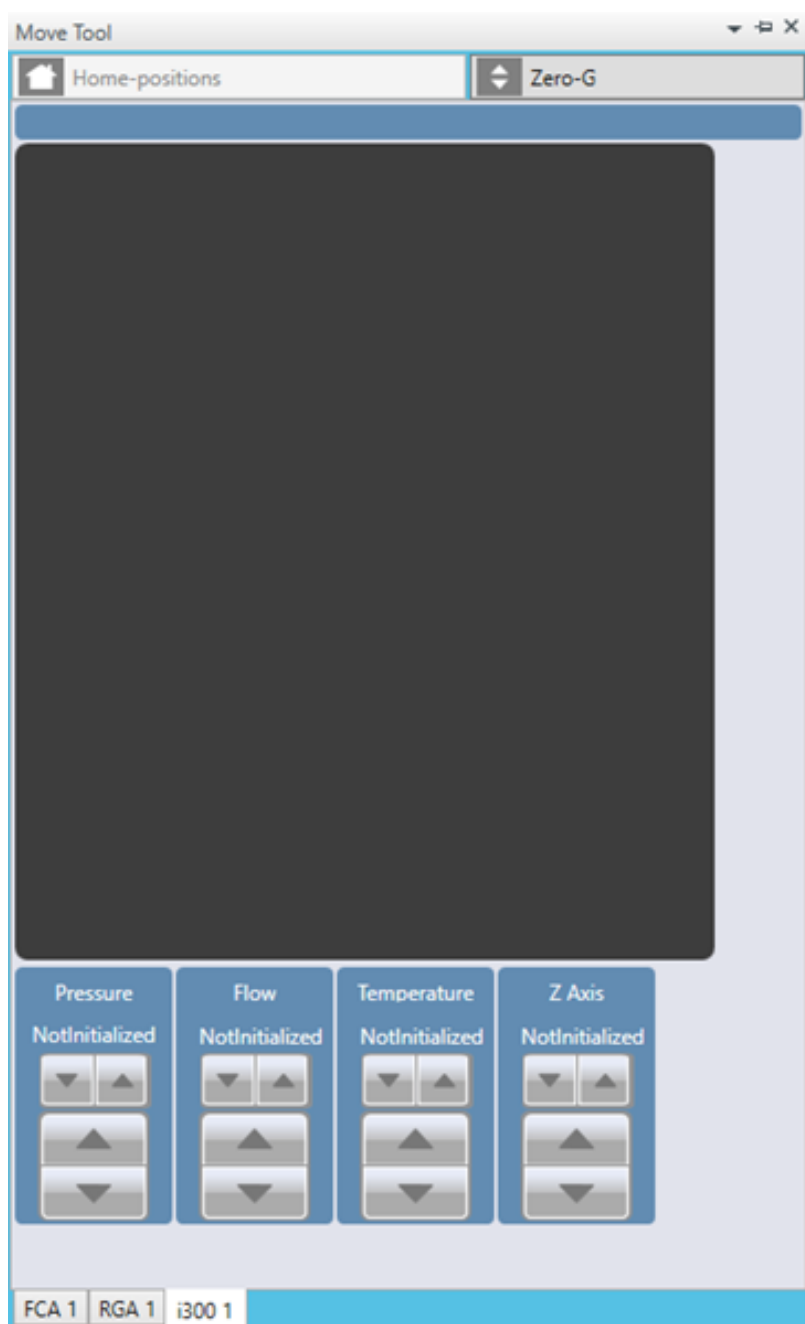 Move Tool
Home-positions
Zero-G
Pressure
Flow
Temperature
Z Axis
NotInitialized
NotInitialized
NotInitialized
NotInitialized
FCA 1
RGA 1
i300 1